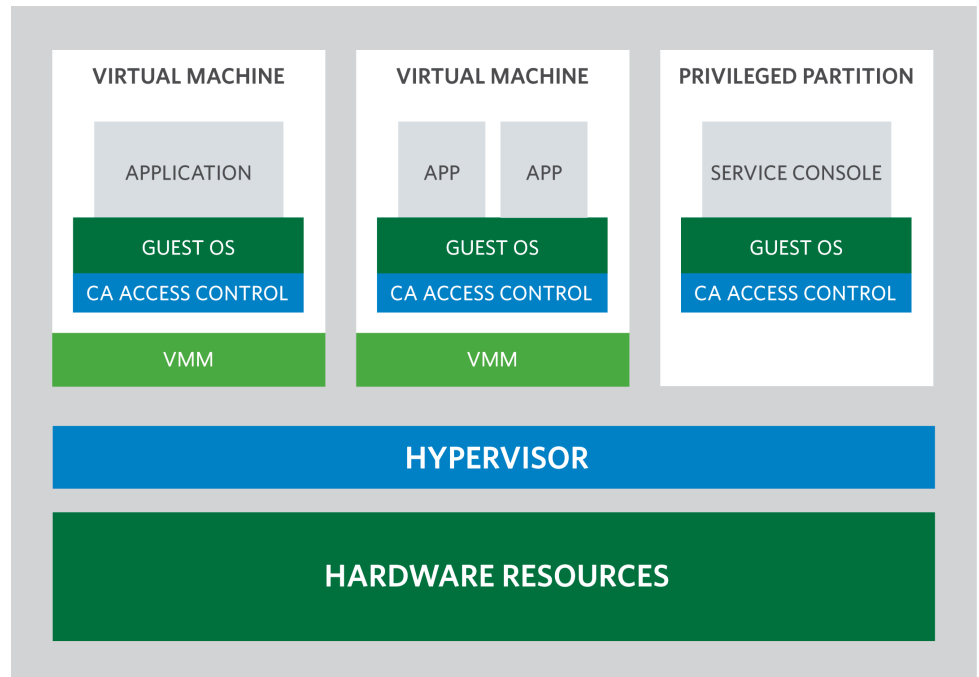 VIRTUAL MACHINE
APPLICATION
GUEST OS
CA ACCESS CONTROL
VMM
VIRTUAL MACHINE
APP
APP
GUEST OS
CA ACCESS CONTROL
VMM
PRIVILEGED PARTITION
SERVICE CONSOLE
GUEST OS
CA ACCESS CONTROL
HYPERVISOR
HARDWARE RESOURCES